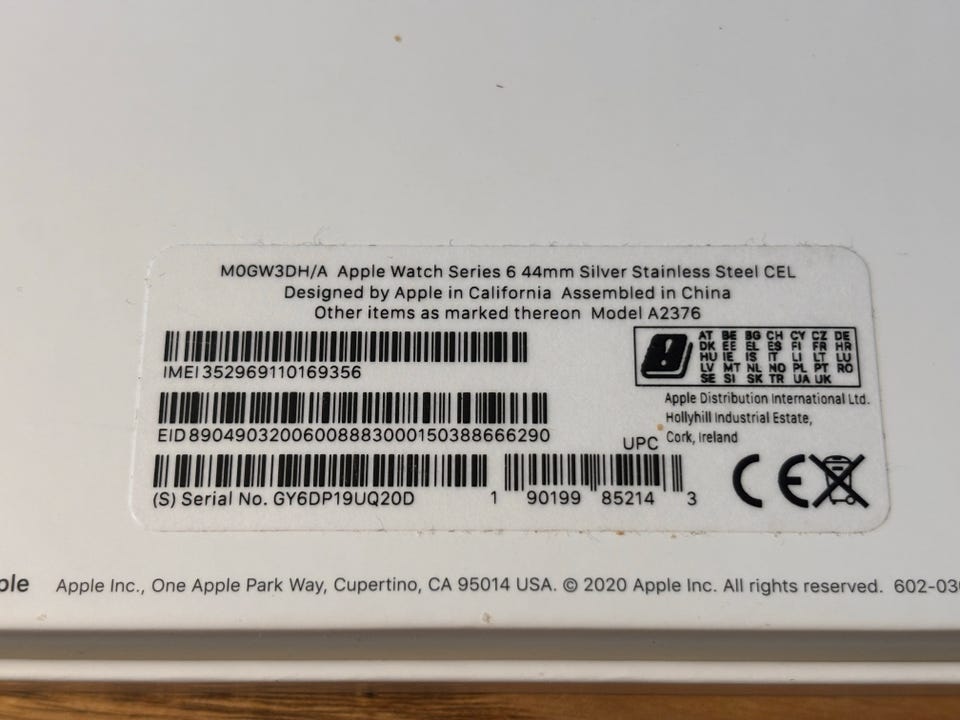 M0GW3DH/A Apple Watch Series 6 44mm Silver Stainless Steel CEL
Designed by Apple in California Assembled in China
Other items as marked thereon Model A2376
IMEI 352969110169356
AT BE BG CH CY CZ DE
DK EE EL ES FI FR HR
HU IE IS IT LI LT LU
LV MT NL NO PL PT RO
SE SI SK TR UA UK
Apple Distribution International Ltd.
Hollyhill Industrial Estate,
Cork, Ireland
EID 89049032006008883000150388666290
UPC
(S) Serial No. GY6DP19UQ20D
1 90199 85214 3
CE
ple Apple Inc., One Apple Park Way, Cupertino, CA 95014 USA. © 2020 Apple Inc. All rights reserved. 602-03